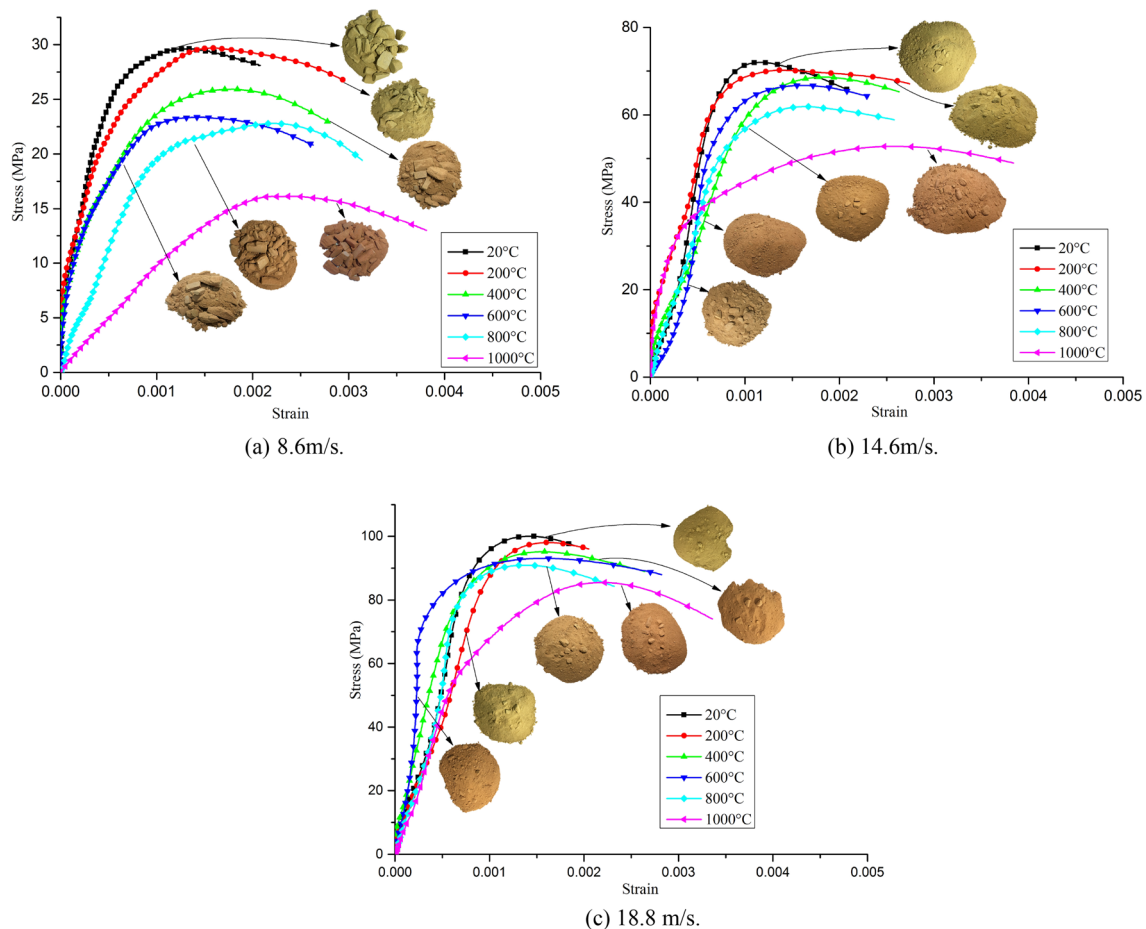 30
25
20
15
10
5
0
Stress (MPa)
0.000
0.001
0.002
0.003
0.004
0.005
Strain
20°C
200°C
400°C
600°C
800°C
1000°C
(a) 8.6m/s.
80
60
40
20
0
Stress (MPa)
0.000
0.001
0.002
0.003
0.004
0.005
Strain
20°C
200°C
400°C
600°C
800°C
1000°C
(b) 14.6m/s.
100
80
60
40
20
0
Stress (MPa)
0.000
0.001
0.002
0.003
0.004
0.005
Strain
20°C
200°C
400°C
600°C
800°C
1000°C
(c) 18.8 m/s.